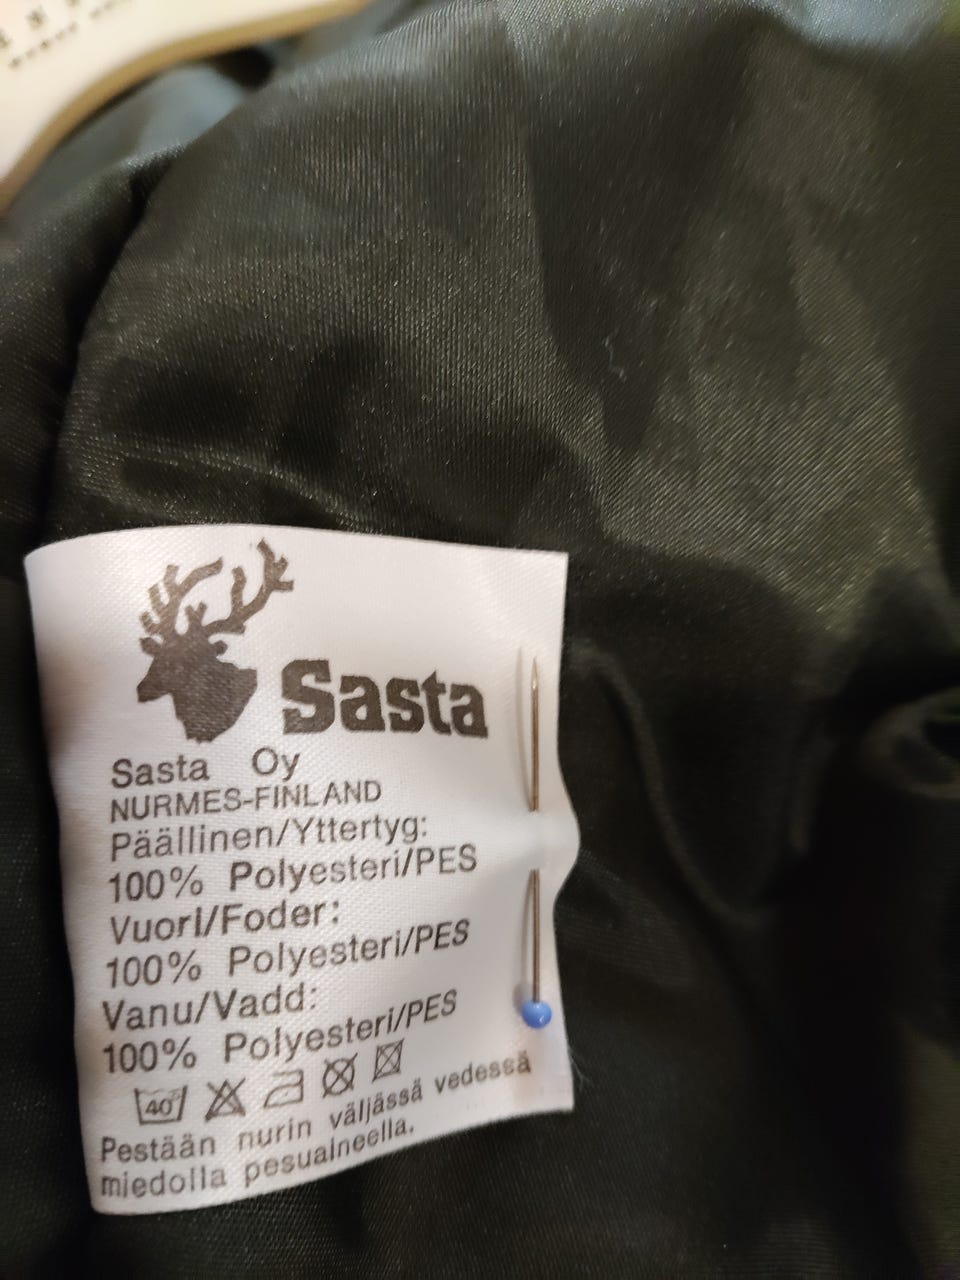 Sasta
Sasta Oy
NURMES-FINLAND
Päällinen/Yttertyg:
100% Polyesteri/PES
Vuori/Foder:
100% Polyesteri/PES
Vanu/Vadd:
100% Polyesteri/PES
40°
Pestään nurin väljässä vedessä
miedolla pesuaineella.